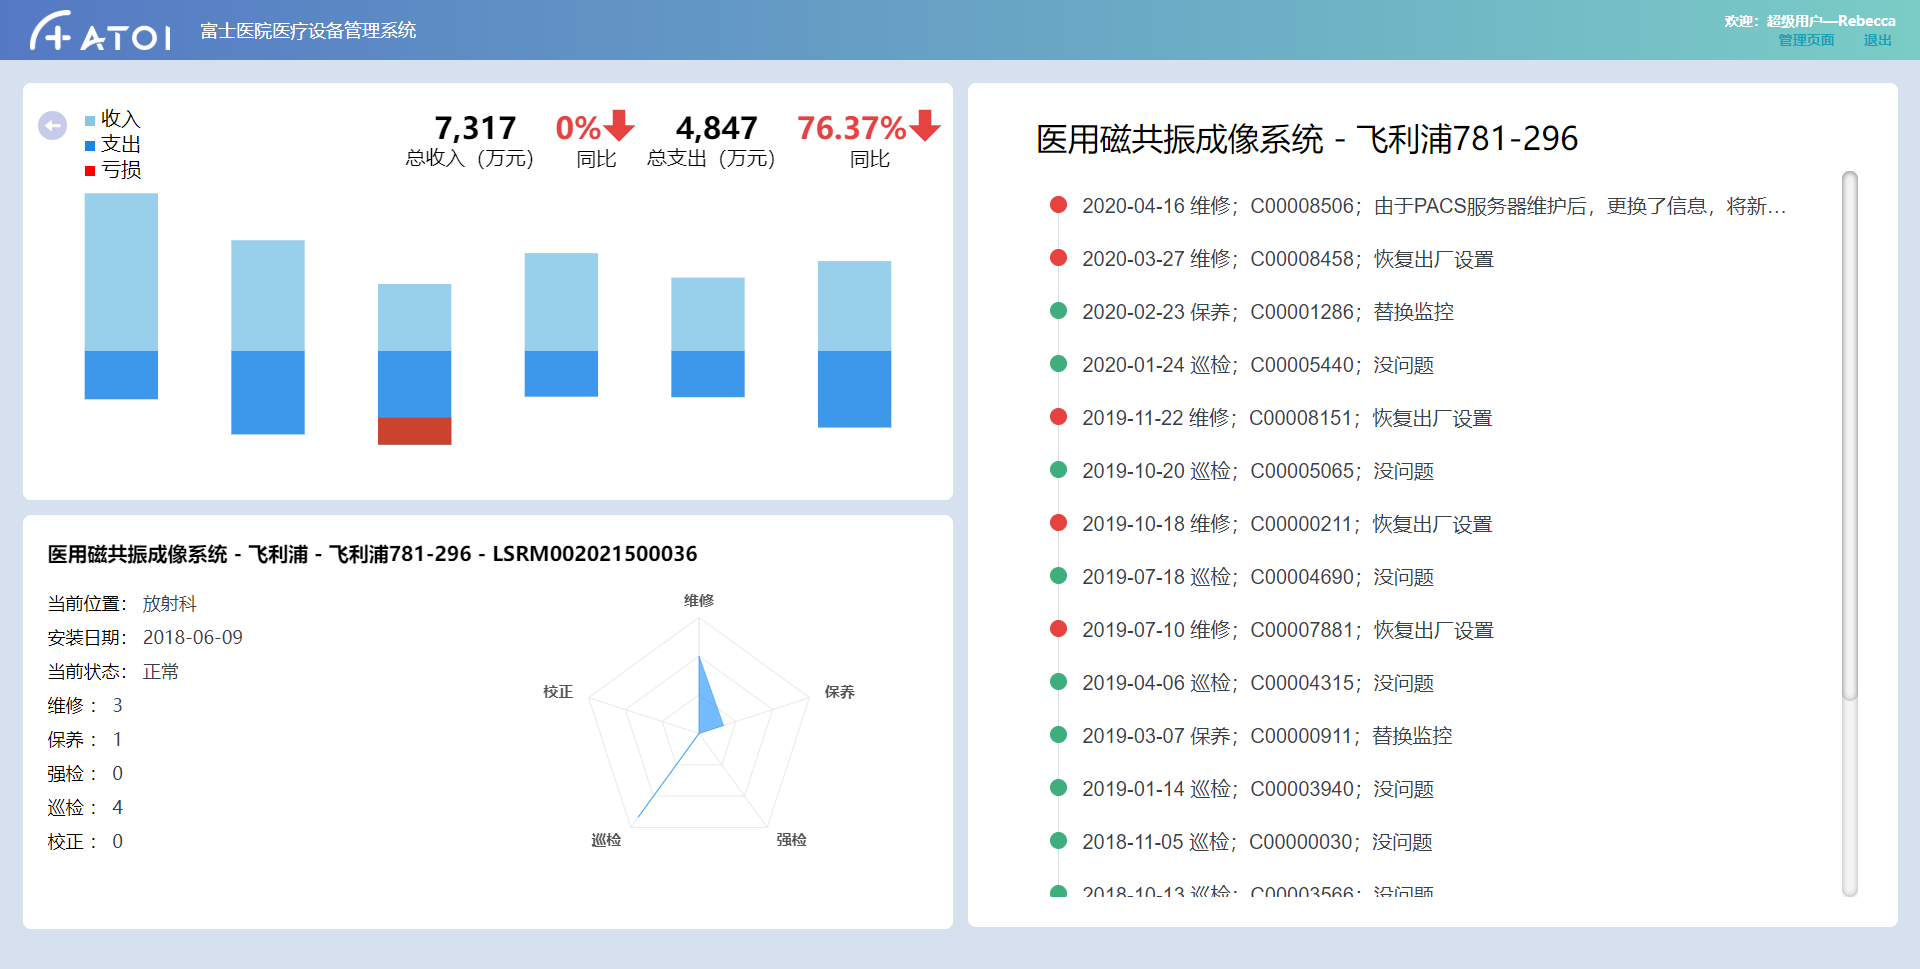 ATOI
富士医院医疗设备管理系统
欢迎：超级用户—Rebecca
管理页面 退出
收入
支出
亏损
7,317 0% 4,847 76.37%
总收入（万元） 同比 总支出（万元） 同比
医用磁共振成像系统 - 飞利浦 - 飞利浦781-296 - LSRM002021500036
当前位置： 放射科
安装日期： 2018-06-09
当前状态： 正常
维修： 3
保养： 1
强检： 0
巡检： 4
校正： 0
维修
校正
保养
巡检
强检
医用磁共振成像系统 - 飞利浦781-296
2020-04-16 维修；C00008506；由于PACS服务器维护后，更换了信息，将新...
2020-03-27 维修；C00008458；恢复出厂设置
2020-02-23 保养；C00001286；替换监控
2020-01-24 巡检；C00005440；没问题
2019-11-22 维修；C00008151；恢复出厂设置
2019-10-20 巡检；C00005065；没问题
2019-10-18 维修；C00000211；恢复出厂设置
2019-07-18 巡检；C00004690；没问题
2019-07-10 维修；C00007881；恢复出厂设置
2019-04-06 巡检；C00004315；没问题
2019-03-07 保养；C00000911；替换监控
2019-01-14 巡检；C00003940；没问题
2018-11-05 巡检；C00000030；没问题
2018-10-13 巡检；C00003566；没问题